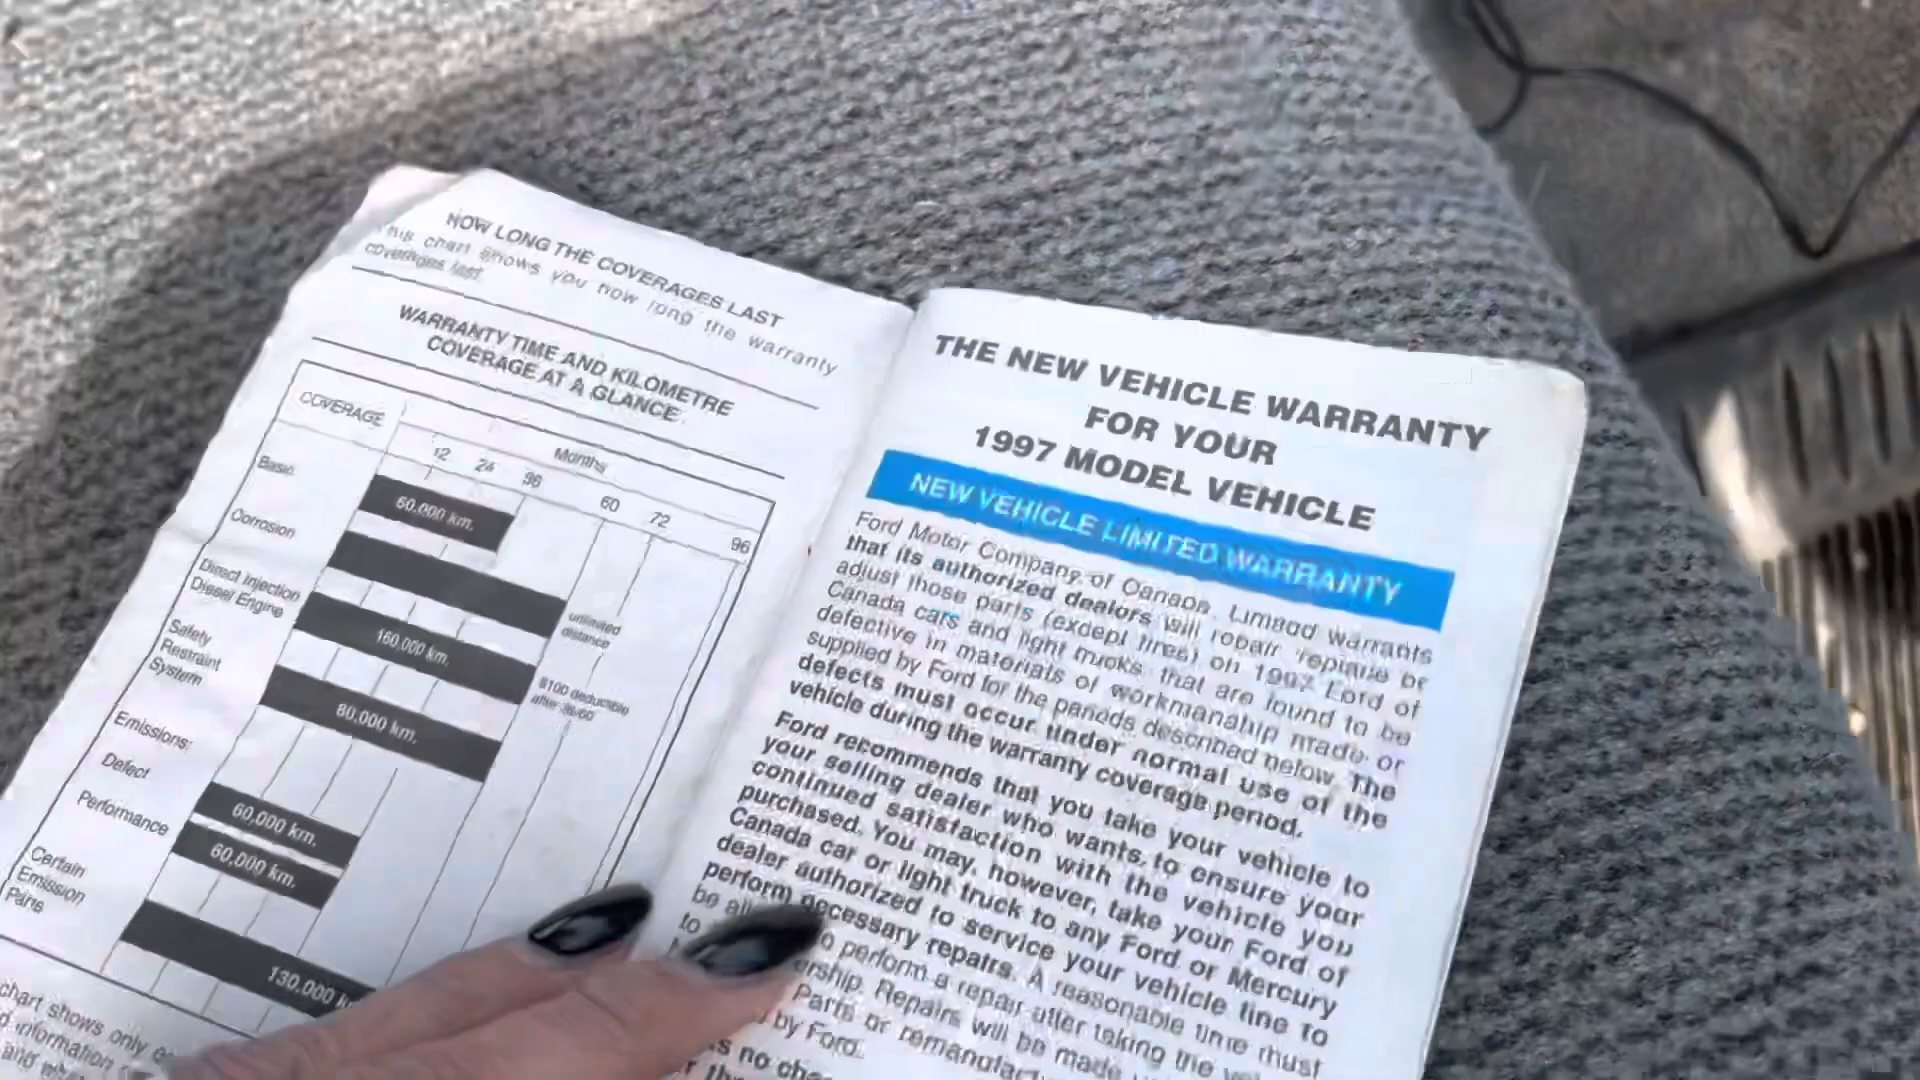 HOW LONG THE COVERAGES LAST
This chart shows you how long the warranty
coverages last.
WARRANTY TIME AND KILOMETRE
COVERAGE AT A GLANCE
COVERAGE
Months
12 24 36 60 72 96
Basic
60,000 km.
Corrosion
unlimited
distance
Direct Injection
Diesel Engine
160,000 km.
$100 deductible
after 36/60
Safety
Restraint
System
80,000 km.
Emissions:
Defect
60,000 km.
Performance
60,000 km.
Certain
Emission
Parts
130,000
chart shows only
information
and
THE NEW VEHICLE WARRANTY
FOR YOUR
1997 MODEL VEHICLE
NEW VEHICLE LIMITED WARRANTY
Ford Motor Company of Canada, Limited warrants
that its authorized dealers will repair, replace or
adjust those parts (except tires) on 1997 Ford of
Canada cars and light trucks that are found to be
defective in materials or workmanship made or
supplied by Ford for the periods described below. The
defects must occur under normal use of the
vehicle during the warranty coverage period.
Ford recommends that you take your vehicle to
your selling dealer who wants to ensure your
continued satisfaction with the vehicle you
purchased. You may, however, take your Ford of
Canada car or light truck to any Ford or Mercury
dealer authorized to service your vehicle line to
perform necessary repairs. A reasonable time must
be perform a repair after taking the
to Repairs will be made
Parts or
by Ford.
no